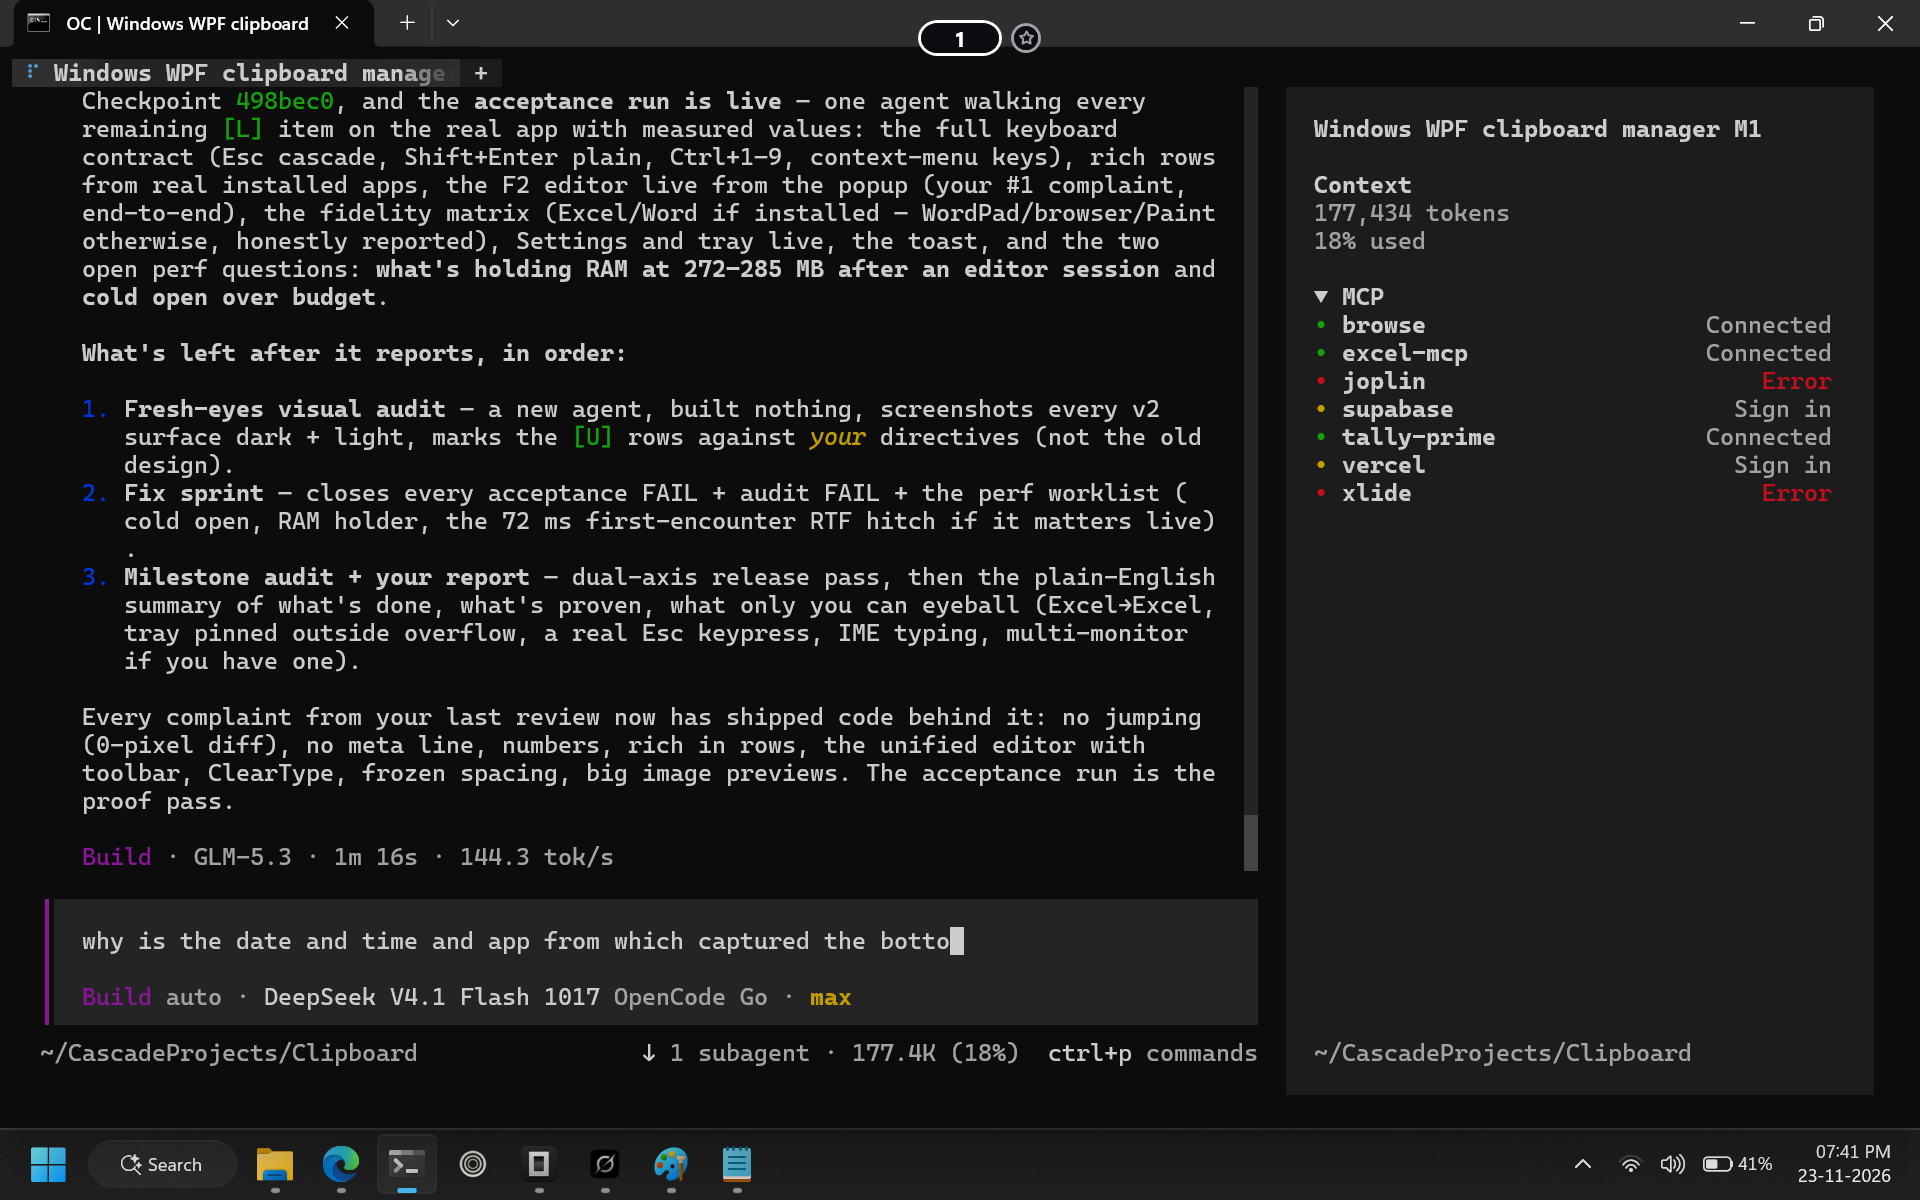 OC | Windows WPF clipboard
1
Windows WPF clipboard manage
+
Checkpoint 498bec0, and the acceptance run is live — one agent walking every
remaining [L] item on the real app with measured values: the full keyboard
contract (Esc cascade, Shift+Enter plain, Ctrl+1–9, context-menu keys), rich rows
from real installed apps, the F2 editor live from the popup (your #1 complaint,
end-to-end), the fidelity matrix (Excel/Word if installed — WordPad/browser/Paint
otherwise, honestly reported), Settings and tray live, the toast, and the two
open perf questions: what's holding RAM at 272–285 MB after an editor session and
cold open over budget.
What's left after it reports, in order:
1. Fresh-eyes visual audit — a new agent, built nothing, screenshots every v2
surface dark + light, marks the [U] rows against your directives (not the old
design).
2. Fix sprint — closes every acceptance FAIL + audit FAIL + the perf worklist (
cold open, RAM holder, the 72 ms first-encounter RTF hitch if it matters live)
.
3. Milestone audit + your report — dual-axis release pass, then the plain-English
summary of what's done, what's proven, what only you can eyeball (Excel→Excel,
tray pinned outside overflow, a real Esc keypress, IME typing, multi-monitor
if you have one).
Every complaint from your last review now has shipped code behind it: no jumping
(0-pixel diff), no meta line, numbers, rich in rows, the unified editor with
toolbar, ClearType, frozen spacing, big image previews. The acceptance run is the
proof pass.
Build · GLM-5.3 · 1m 16s · 144.3 tok/s
why is the date and time and app from which captured the botto
Build auto · DeepSeek V4.1 Flash 1017 OpenCode Go · max
~/CascadeProjects/Clipboard
↓ 1 subagent · 177.4K (18%) ctrl+p commands
Windows WPF clipboard manager M1
Context
177,434 tokens
18% used
▼ MCP
• browse Connected
• excel-mcp Connected
• joplin Error
• supabase Sign in
• tally-prime Connected
• vercel Sign in
• xlide Error
~/CascadeProjects/Clipboard
Search
41%
07:41 PM
23-11-2026